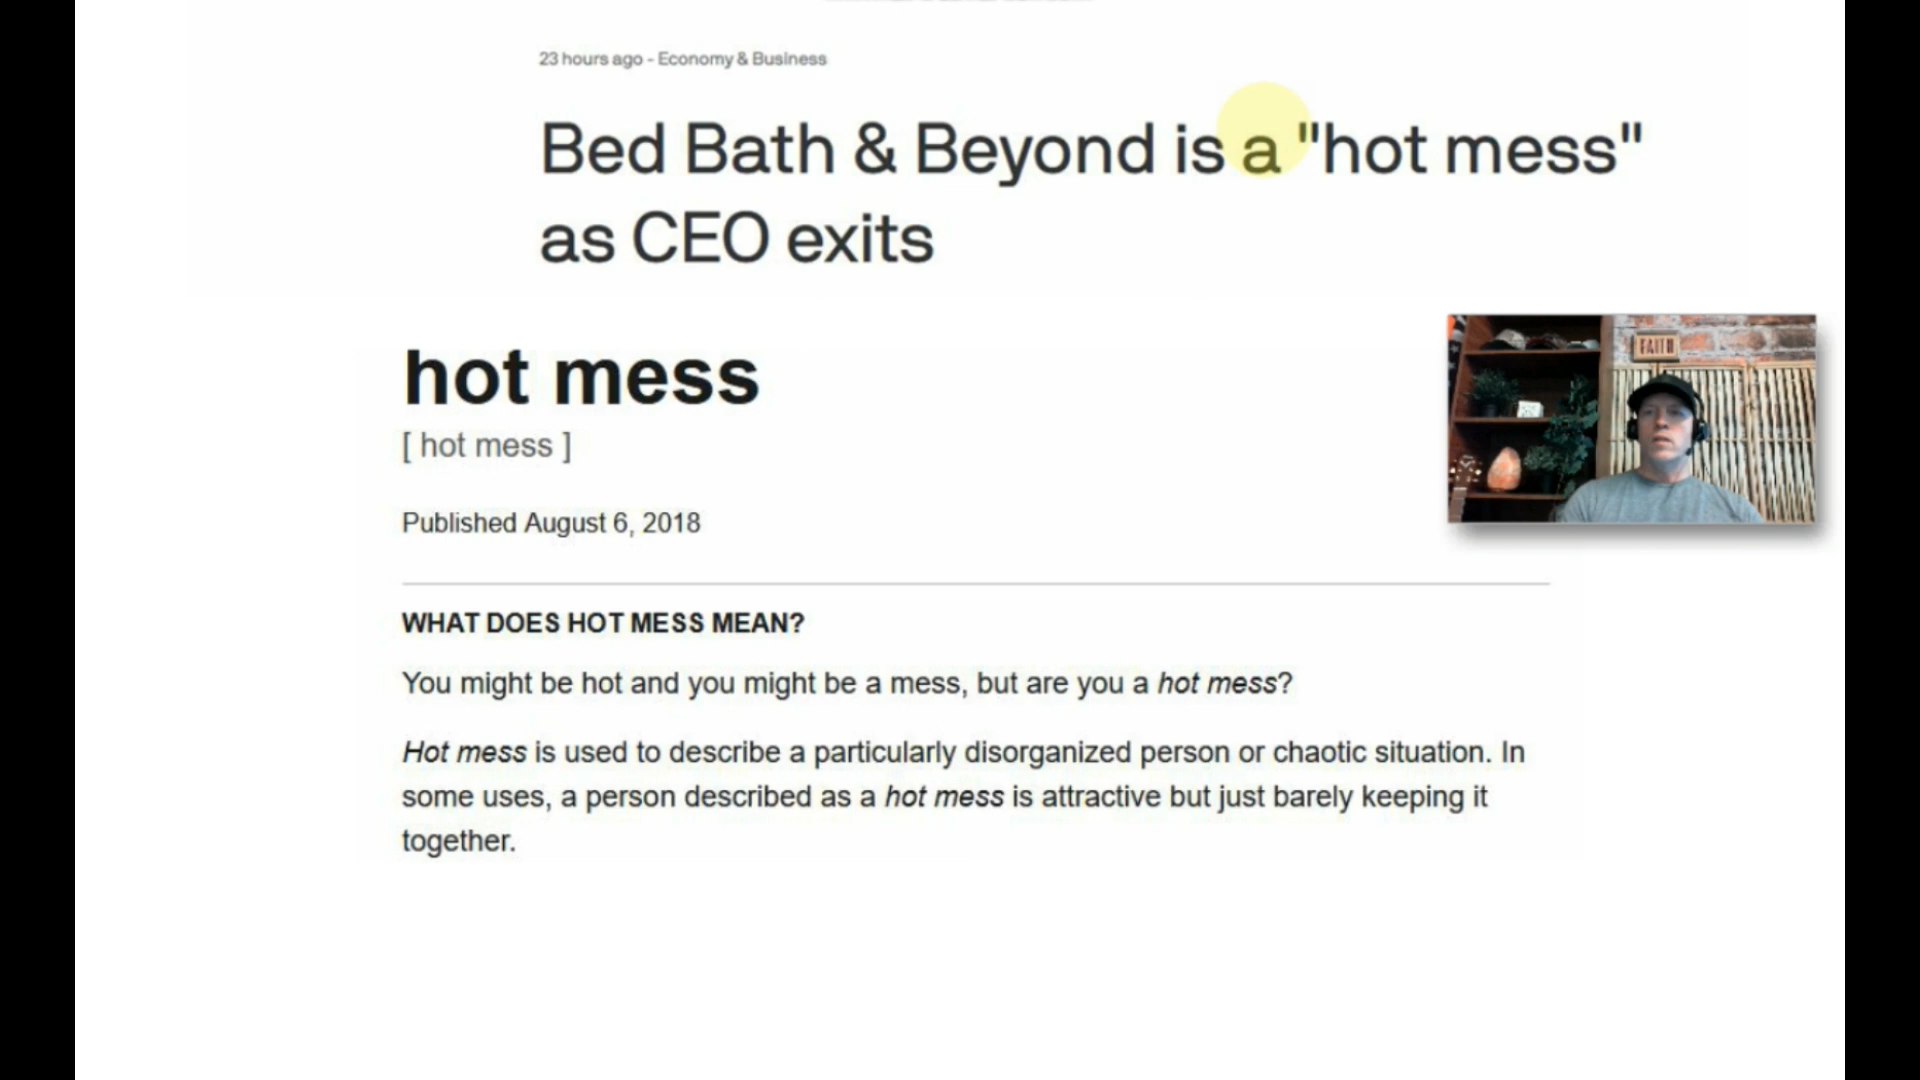 23 hours ago - Economy & Business
Bed Bath & Beyond is a "hot mess"
as CEO exits
hot mess
[ hot mess ]
Published August 6, 2018
FAITH
WHAT DOES HOT MESS MEAN?
You might be hot and you might be a mess, but are you a hot mess?
Hot mess is used to describe a particularly disorganized person or chaotic situation. In
some uses, a person described as a hot mess is attractive but just barely keeping it
together.